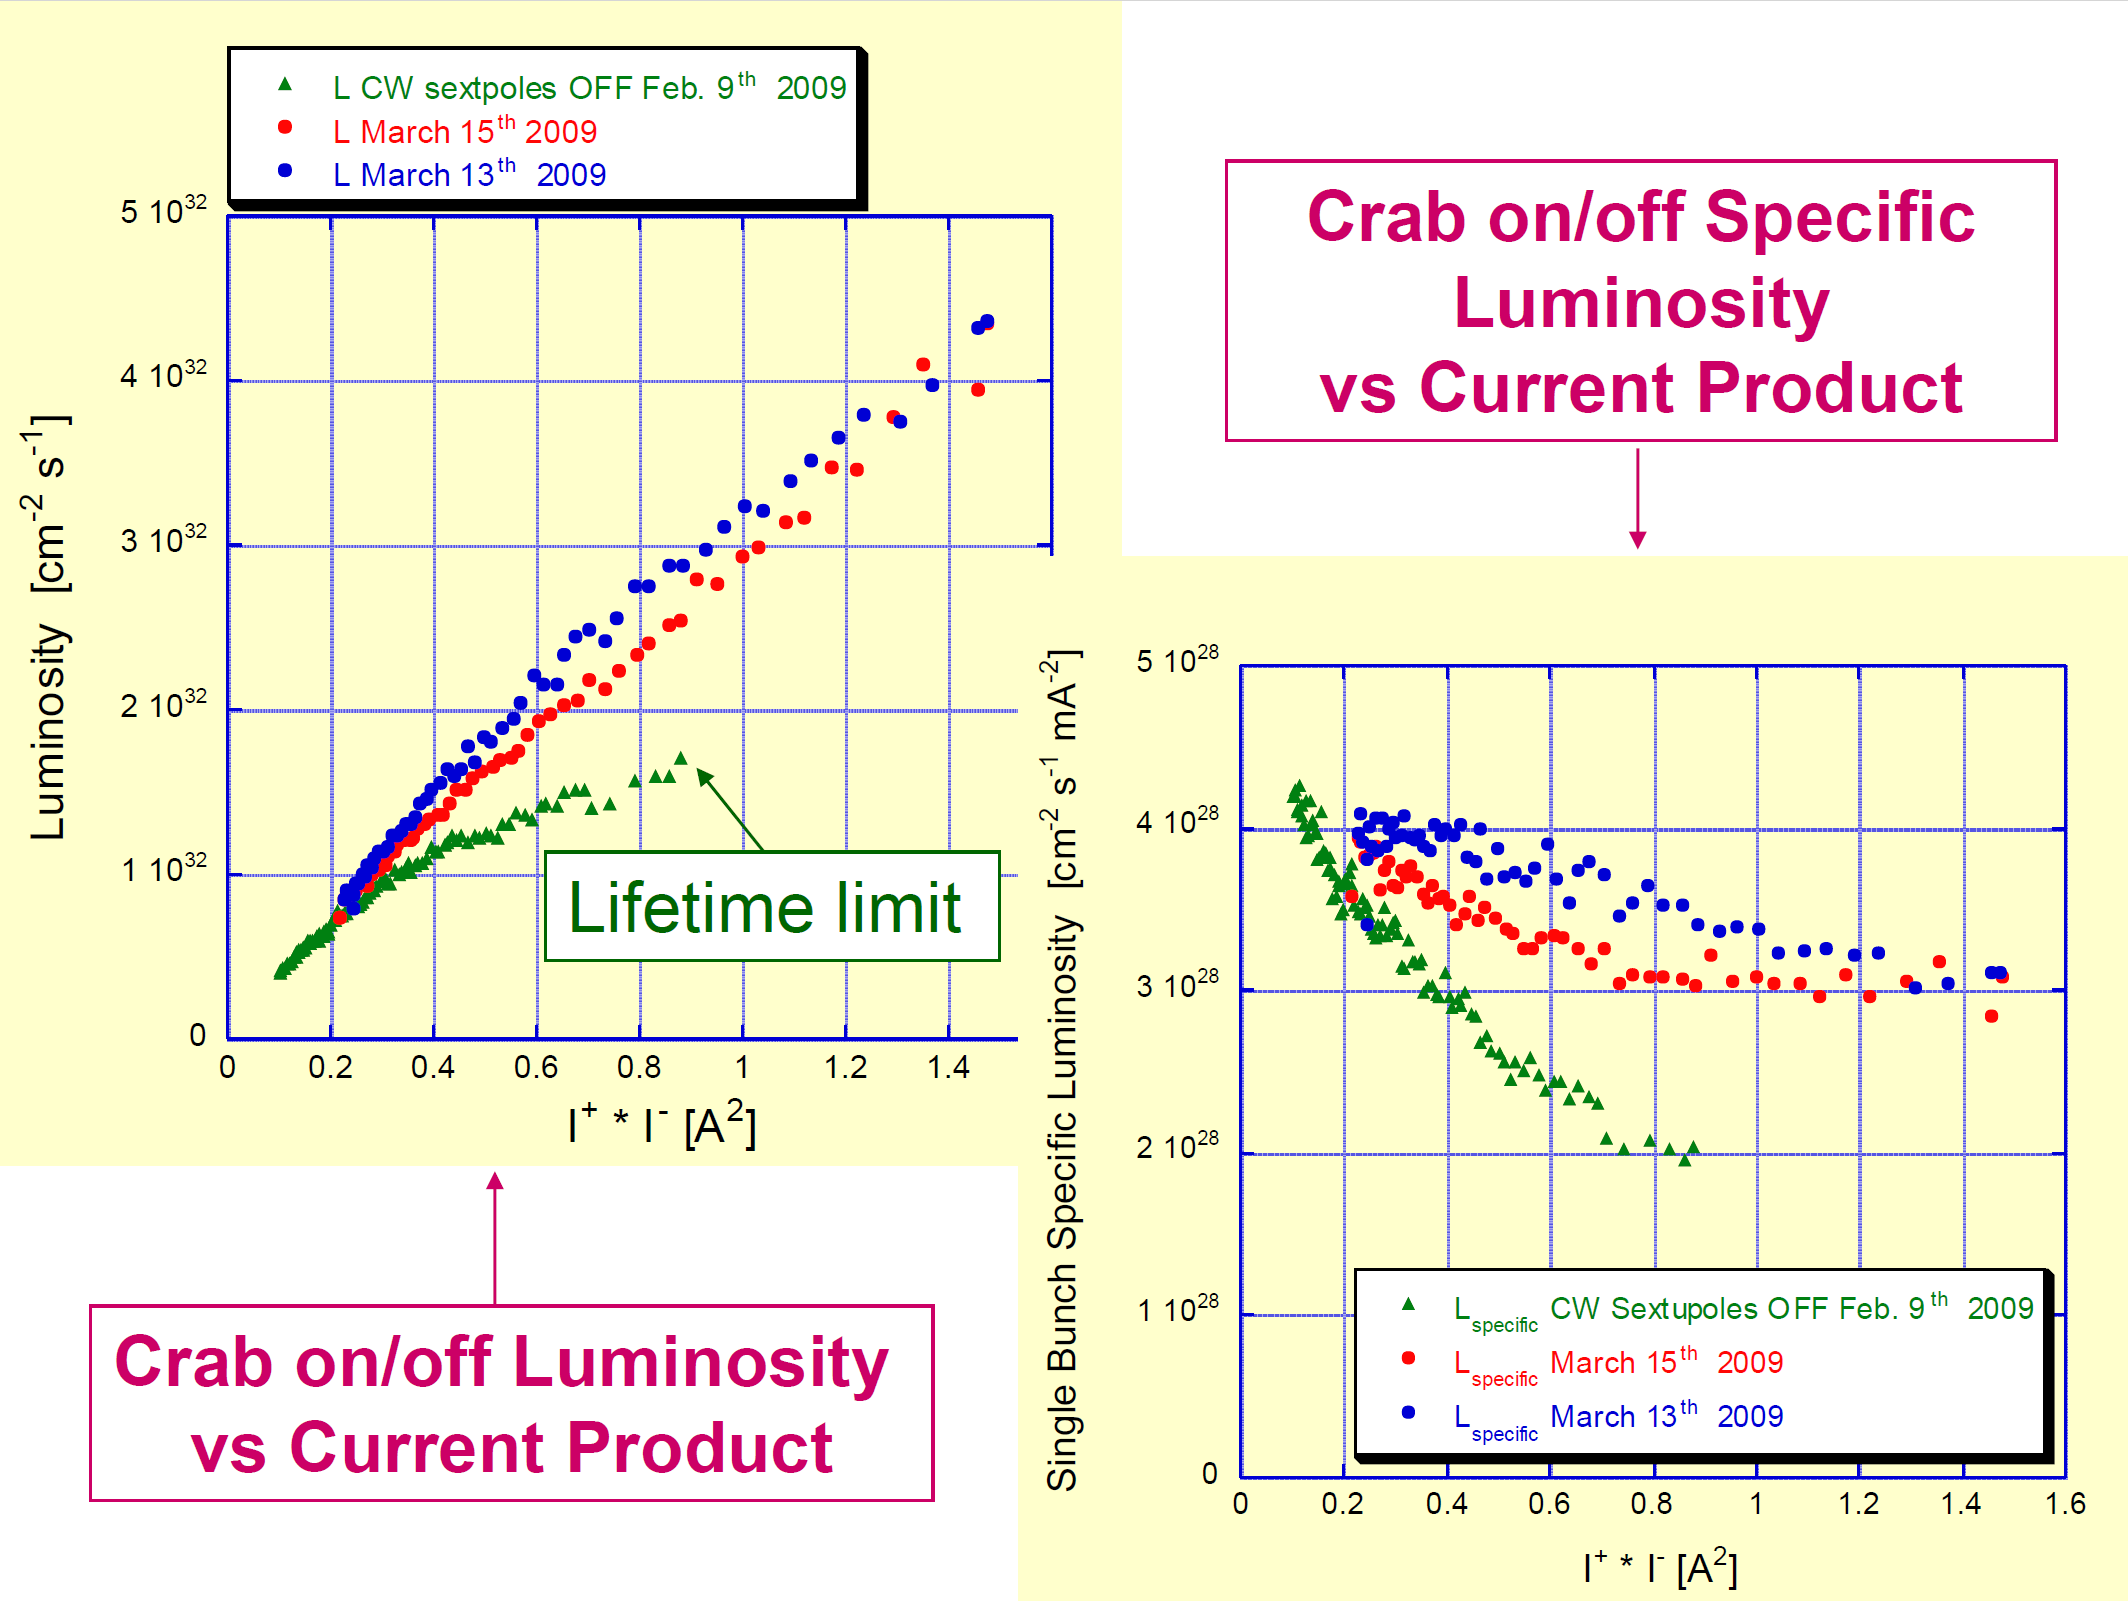 L CW sextpoles OFF Feb. 9th 2009
L March 15th 2009
L March 13th 2009
5 10^32
4 10^32
3 10^32
2 10^32
1 10^32
0
Luminosity [cm^-2 s^-1]
0 0.2 0.4 0.6 0.8 1 1.2 1.4
I^+ * I^- [A^2]
Lifetime limit
Crab on/off Luminosity
vs Current Product
Crab on/off Specific
Luminosity
vs Current Product
5 10^28
4 10^28
3 10^28
2 10^28
1 10^28
0
Single Bunch Specific Luminosity [cm^-2 s^-1 mA^-2]
L_specific CW Sextupoles OFF Feb. 9th 2009
L_specific March 15th 2009
L_specific March 13th 2009
0 0.2 0.4 0.6 0.8 1 1.2 1.4 1.6
I^+ * I^- [A^2]